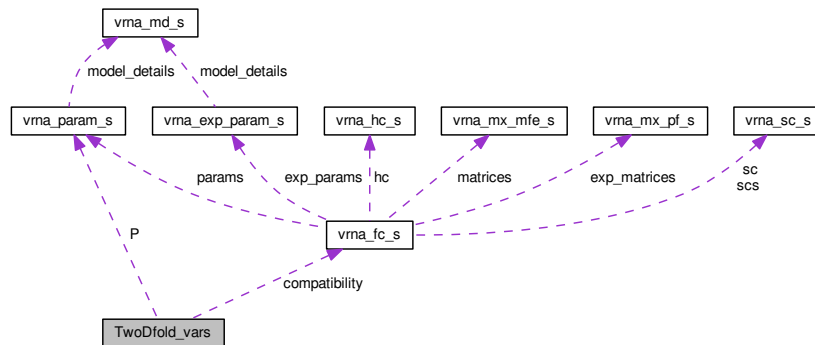 vrna_md_s
model_details
model_details
vrna_param_s
vrna_exp_param_s
vrna_hc_s
vrna_mx_mfe_s
vrna_mx_pf_s
vrna_sc_s
params
exp_params
hc
matrices
exp_matrices
sc
scs
P
vrna_fc_s
compatibility
TwoDfold_vars